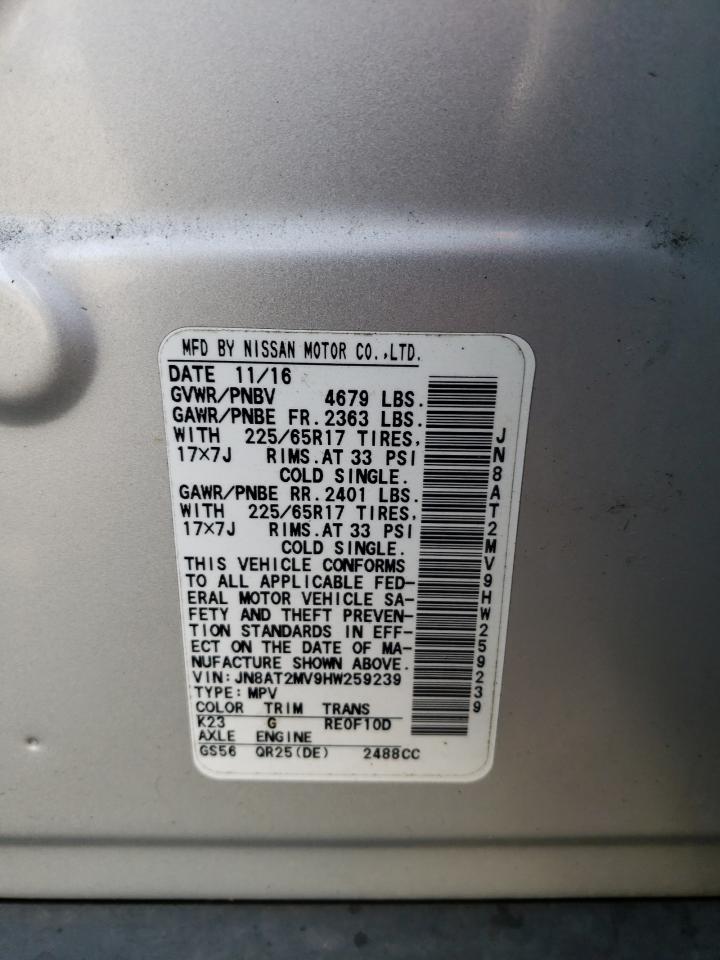 MFD BY NISSAN MOTOR CO.,LTD.
DATE 11/16
GVWR/PNBV 4679 LBS.
GAWR/PNBE FR. 2363 LBS.
WITH 225/65R17 TIRES,
17×7J RIMS.AT 33 PSI
COLD SINGLE.
GAWR/PNBE RR. 2401 LBS.
WITH 225/65R17 TIRES,
17×7J RIMS.AT 33 PSI
COLD SINGLE.
THIS VEHICLE CONFORMS
TO ALL APPLICABLE FED-
ERAL MOTOR VEHICLE SA-
FETY AND THEFT PREVEN-
TION STANDARDS IN EFF-
ECT ON THE DATE OF MA-
NUFACTURE SHOWN ABOVE.
VIN:JN8AT2MV9HW259239
TYPE:MPV
COLOR TRIM TRANS
K23 G RE0F10D
AXLE ENGINE
GS56 QR25(DE) 2488CC
JN8AT2MV9HW259239